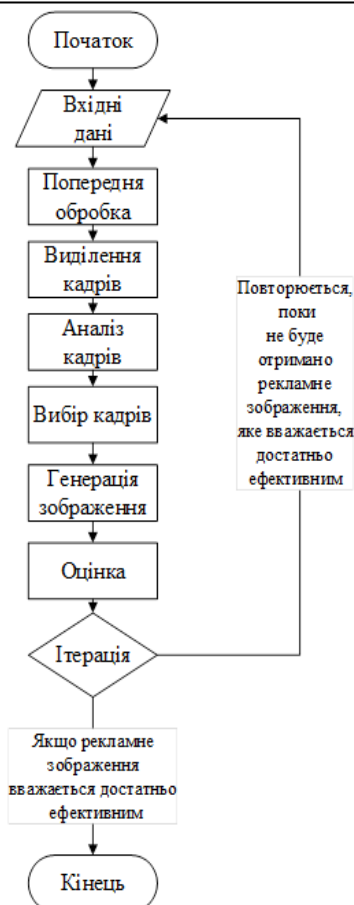 Початок
Вхідні
дані
Попередня
обробка
Виділення
кадрів
Аналіз
кадрів
Вибір кадрів
Генерація
зображення
Оцінка
Ітерація
Повторюється,
поки
не буде
отримано
рекламне
зображення,
яке вважається
достатньо
ефективним
Якщо рекламне
зображення
вважається достатньо
ефективним
Кінець